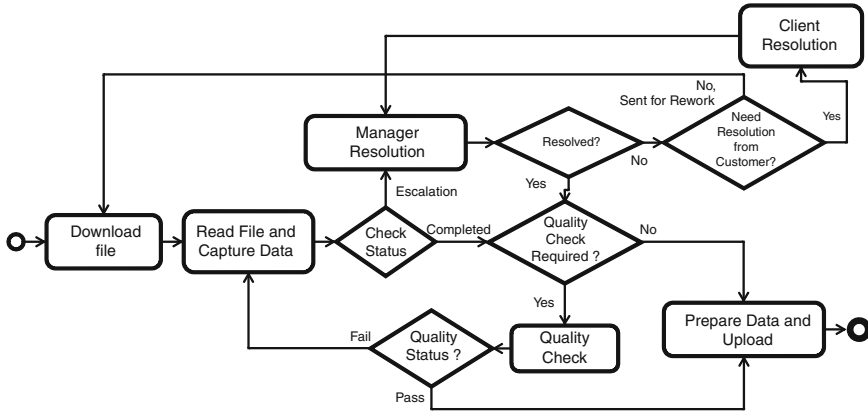 Client
Resolution
No,
Sent for Rework
Manager
Resolution
Resolved?
Need
Resolution
from
Customer?
Yes
No
Escalation
Yes
Download
file
Read File and
Capture Data
Check
Status
Completed
Quality
Check
Required ?
No
Yes
Prepare Data and
Upload
Fail
Quality
Status ?
Quality
Check
Pass